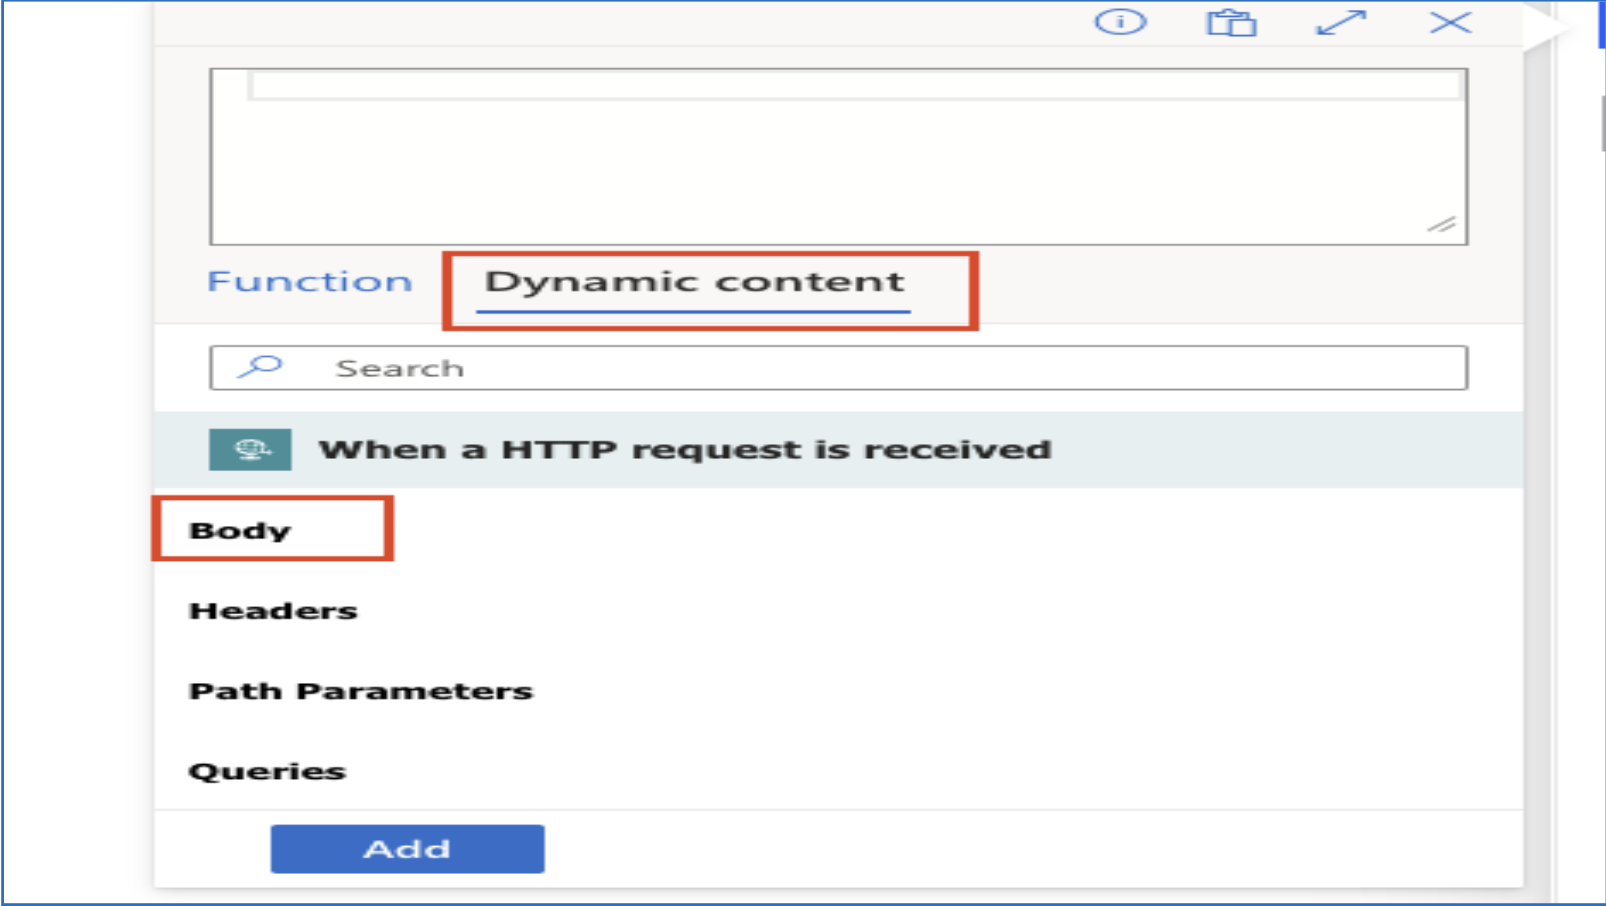 Function Dynamic content
Search
When a HTTP request is received
Body
Headers
Path Parameters
Queries
Add